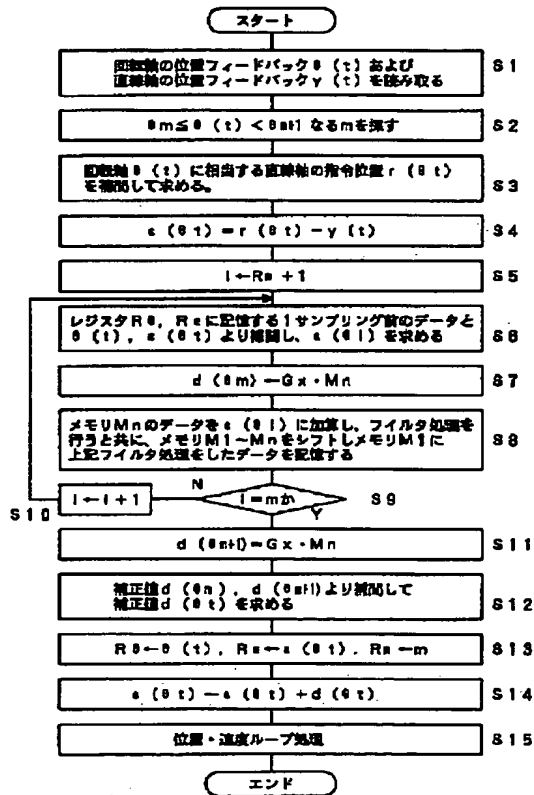 スタート
回転軸の位置フィードバックθ (t) および
直線軸の位置フィードバックy (t) を読み取る
S1
θm≦θ (t) <θm+1 なるmを探す
S2
回転軸θ (t) に相当する直線軸の指令位置r (θt)
を補間して求める。
S3
ε (θt) =r (θt) −y (t)
S4
i←Rm +1
S5
レジスタRθ, Rεに記憶する1サンプリング前のデータと
θ (t), ε (θt) より補間し、ε (θi) を求める
S6
d (θm) ←Gx・Mn
S7
メモリMnのデータをε (θi) に加算し、フイルタ処理を
行うと共に、メモリM1〜MnをシフトしメモリM1に
上記フイルタ処理をしたデータを記憶する
S8
i=mか
S9
N
Y
i←i+1
S10
d (θm+1)=Gx・Mn
S11
補正値d (θm) , d (θm+1) より補間して
補正値d (θt) を求める
S12
Rθ←θ (t) , Rε←ε (θt) . Rm←m
S13
ε (θt) ←ε (θt) +d (θt)
S14
位置・速度ループ処理
S15
エンド